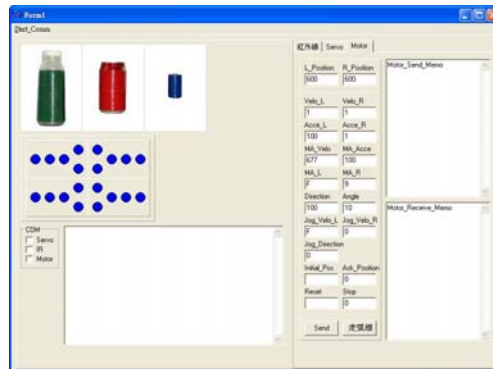 Form1
Start_Comm
紅外線 Servo Motor
L_Position R_Position
600 600
Velo_L Velo_R
1 1
Acce_L Acce_R
100 1
MA_Velo MA_Acce
677 100
MA_L MA_R
F 9
Direction Angle
100 10
Jog_Velo_L Jog_Velo_R
F 0
Jog_Direction
0
Initial_Pos Ask_Position
0
Reset Stop
0
Send 走弧線
Motor_Send_Memo
Motor_Receive_Memo
COM
Servo
IR
Motor